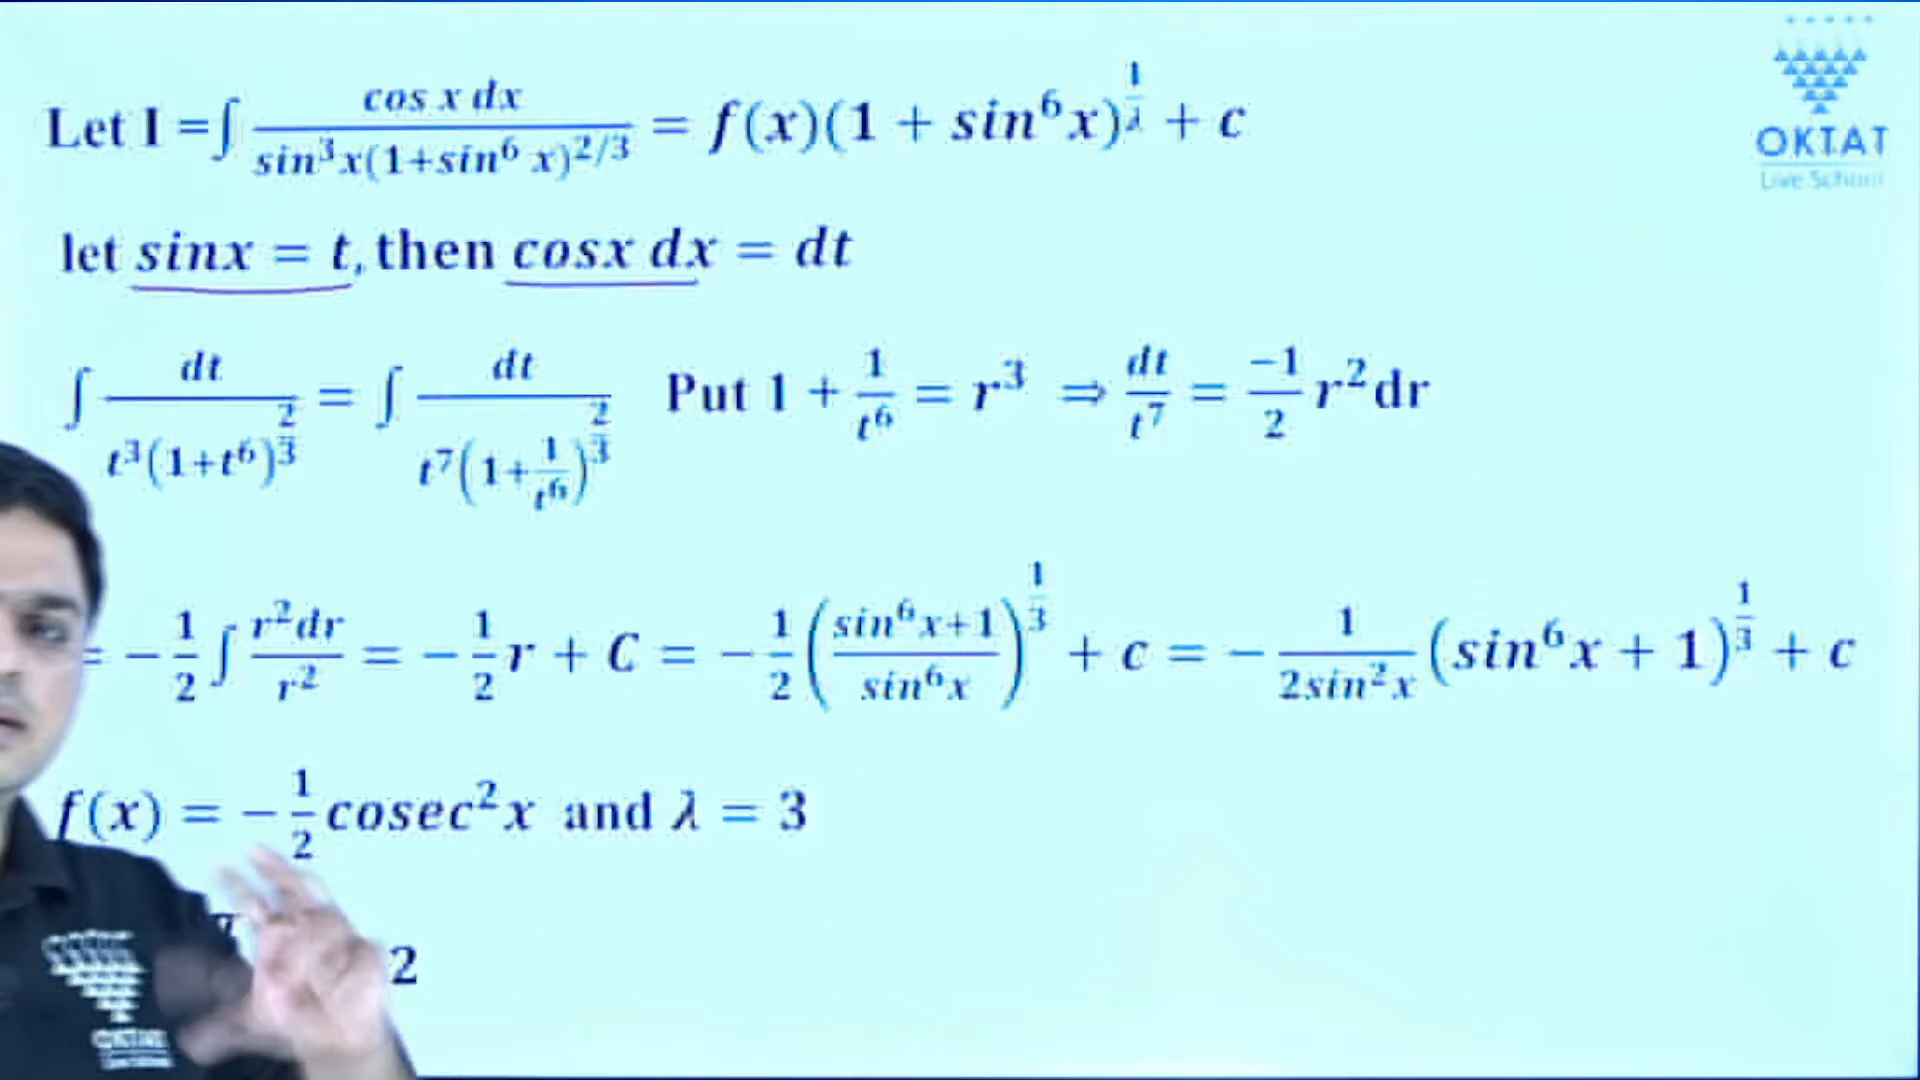 OKTAT
Live School
Let I =∫ cos x dx / sin³x(1+sin⁶ x)^2/3 = f(x)(1 + sin⁶x)^1/λ + c
let sinx = t, then cosx dx = dt
∫ dt / t³(1+t⁶)^2/3 = ∫ dt / t⁷(1+1/t⁶)^2/3 Put 1 + 1/t⁶ = r³ ⇒ dt/t⁷ = -1/2 r²dr
= -1/2 ∫ r²dr/r² = -1/2 r + C = -1/2 (sin⁶x+1 / sin⁶x)^1/3 + c = -1/2sin²x (sin⁶x + 1)^1/3 + c
f(x) = -1/2 cosec²x and λ = 3
2
OKTAT